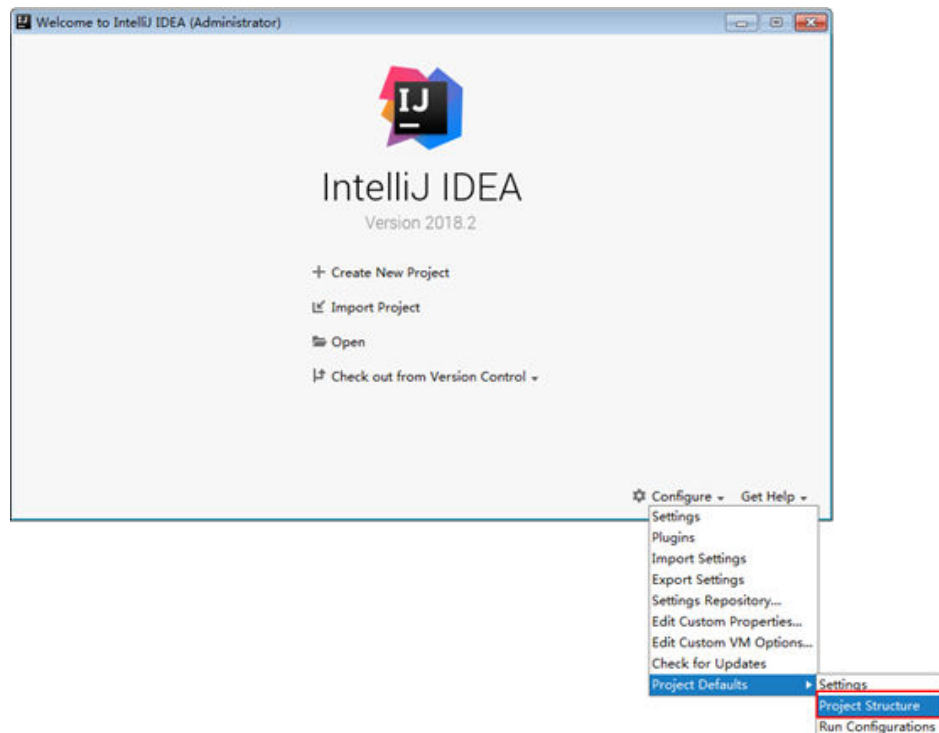 Welcome to IntelliJ IDEA (Administrator)
IJ
IntelliJ IDEA
Version 2018.2
Create New Project
Import Project
Open
Check out from Version Control
Configure Get Help
Settings
Plugins
Import Settings
Export Settings
Settings Repository...
Edit Custom Properties...
Edit Custom VM Options...
Check for Updates
Project Defaults Settings
Project Structure
Run Configurations